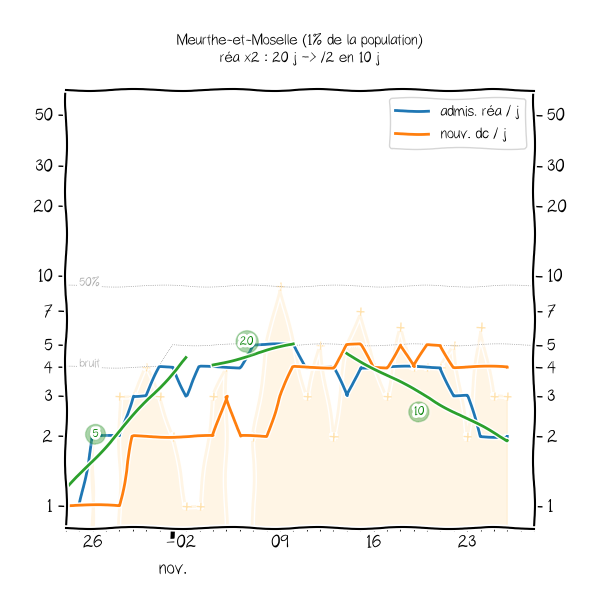 Meurthe-et-Moselle (1% de la population)
réa x2 : 20 j -> /2 en 10 j
admis. réa / j
nouv. dc / j
50 50
30 30
20 20
10 10
50%
7 7
20
5 5
bruit
4 4
3 3
10
5
2 2
1 1
26 02 09 16 23
nov.